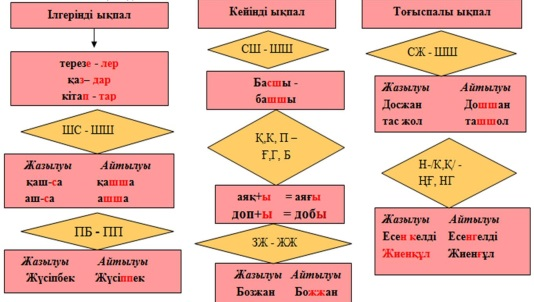 Ілгерінді ықпал
терезе - лер
қаз– дар
кітап - тар
ШС - ШШ
Жазылуы Айтылуы
қаш-са қашша
аш-са ашша
ПБ - ПП
Жазылуы Айтылуы
Жүсіпбек Жүсіппек
Кейінді ықпал
СШ - ШШ
Басшы -
башшы
Қ,К, П –
Ғ,Г, Б
аяқ+ы = аяғы
доп+ы = добы
ЗЖ - ЖЖ
Жазылуы Айтылуы
Бозжан Божжан
Тоғыспалы ықпал
СЖ - ШШ
Жазылуы Айтылуы
Досжан Дошшан
тас жол ташшол
Н-/К,Қ/ -
ҢҒ, НГ
Жазылуы Айтылуы
Есен келді Есенгелді
Жиенқұл Жиенғұл